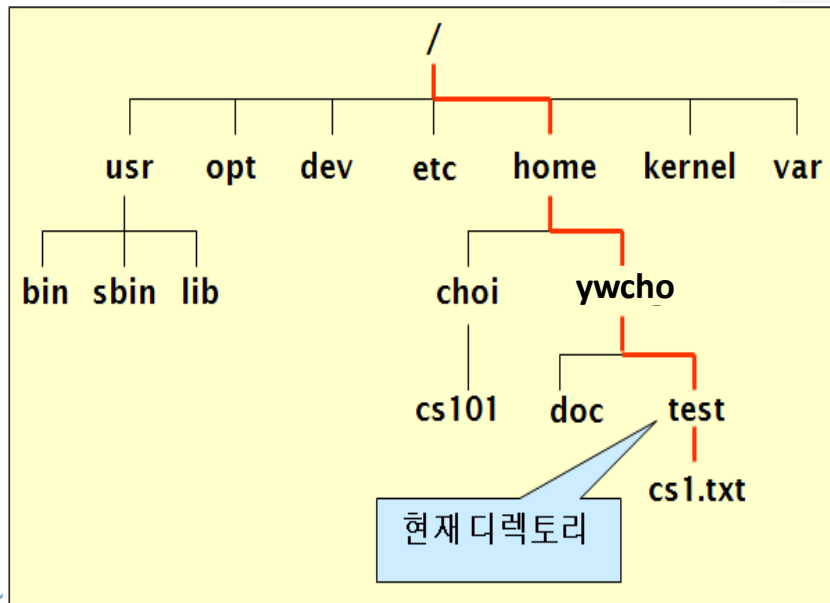 /
usr opt dev etc home kernel var
bin sbin lib choi ywcho
cs101 doc test
cs1.txt
현재 디렉토리